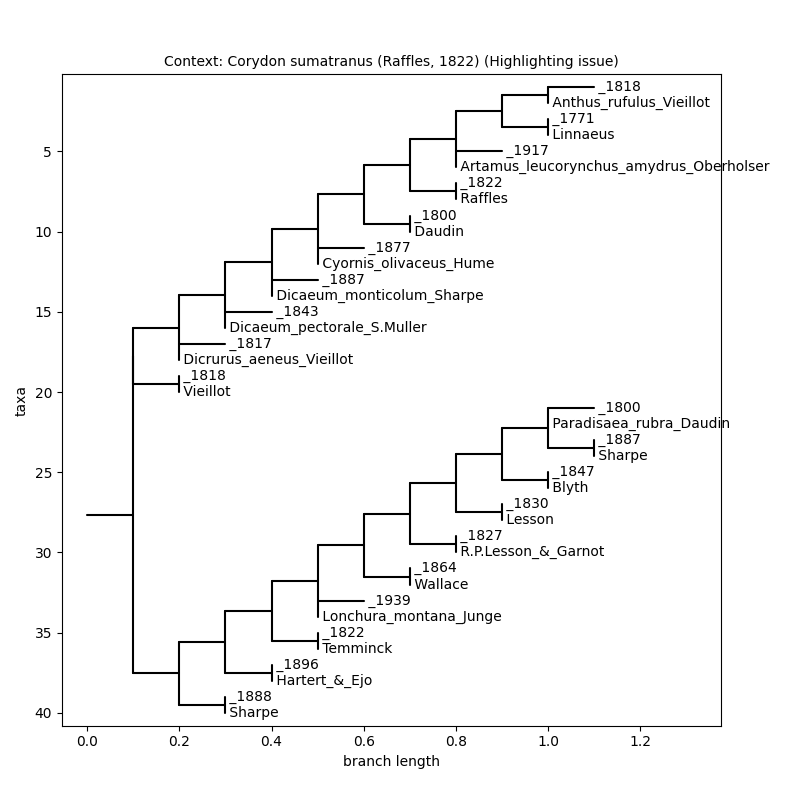 Context: Corydon sumatranus (Raffles, 1822) (Highlighting issue)
_1818
Anthus_rufulus_Vieillot
_1771
Linnaeus
_1917
Artamus_leucorynchus_amydrus_Oberholser
_1822
Raffles
_1800
Daudin
_1877
Cyornis_olivaceus_Hume
_1887
Dicaeum_monticolum_Sharpe
_1843
Dicaeum_pectorale_S.Muller
_1817
Dicrurus_aeneus_Vieillot
_1818
Vieillot
_1800
Paradisaea_rubra_Daudin
_1887
Sharpe
_1847
Blyth
_1830
Lesson
_1827
R.P.Lesson_&_Garnot
_1864
Wallace
_1939
Lonchura_montana_Junge
_1822
Temminck
_1896
Hartert_&_Ejo
_1888
Sharpe
5
10
15
20
25
30
35
40
taxa
0.0 0.2 0.4 0.6 0.8 1.0 1.2
branch length